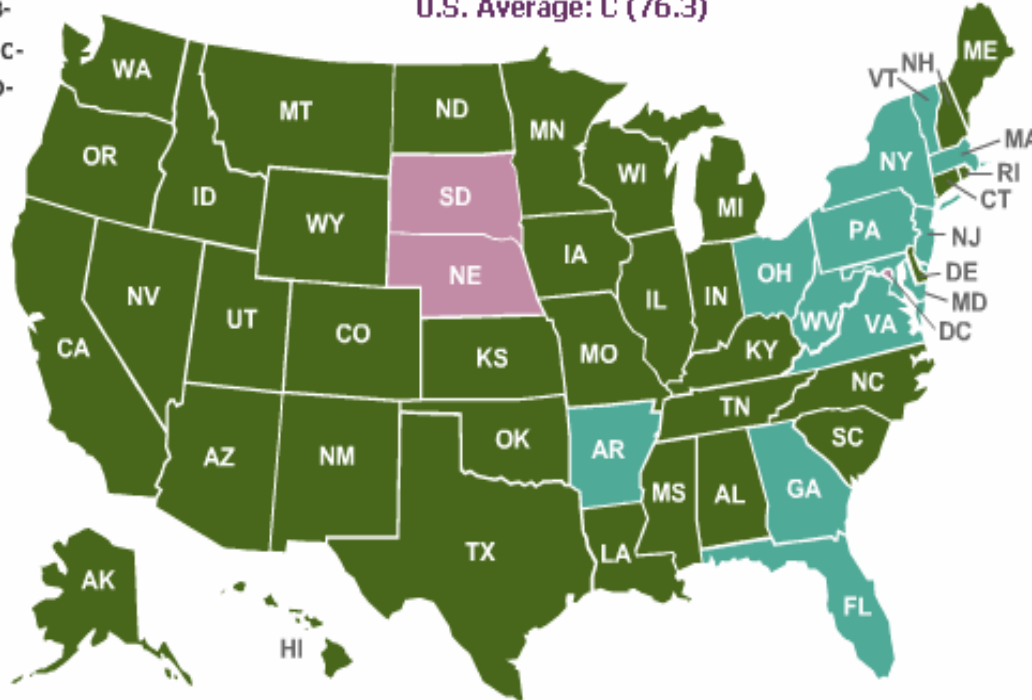 U.S. Average: C (76.3)
C-
WA
MT
ND
MN
ME
NH
VT
OR
ID
WY
SD
WI
MI
NY
MA
RI
CT
NV
UT
CO
NE
IA
IL
IN
OH
PA
NJ
DE
MD
DC
WV
VA
CA
KS
MO
KY
NC
TN
SC
AZ
NM
OK
AR
MS
AL
GA
TX
LA
FL
AK
HI